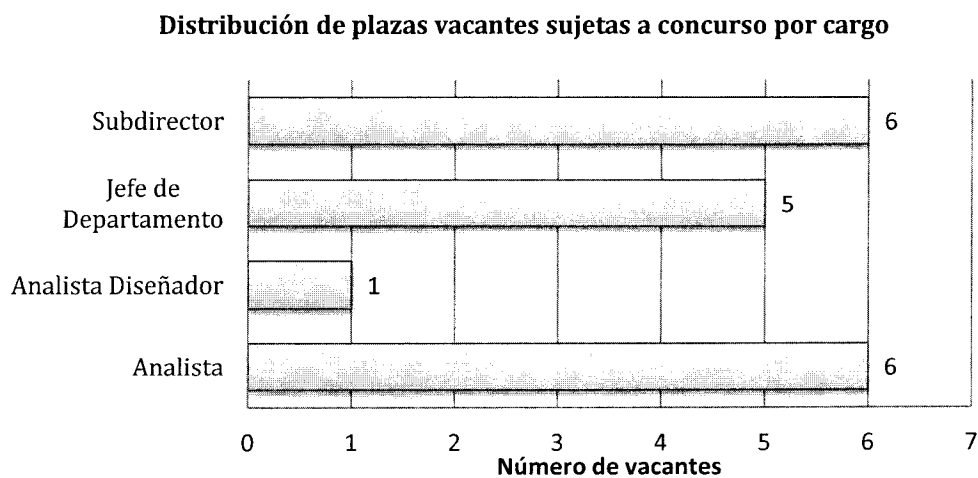 Distribución de plazas vacantes sujetas a concurso por cargo
Subdirector
6
Jefe de
Departamento
5
Analista Diseñador
1
Analista
6
0 1 2 3 4 5 6 7
Número de vacantes